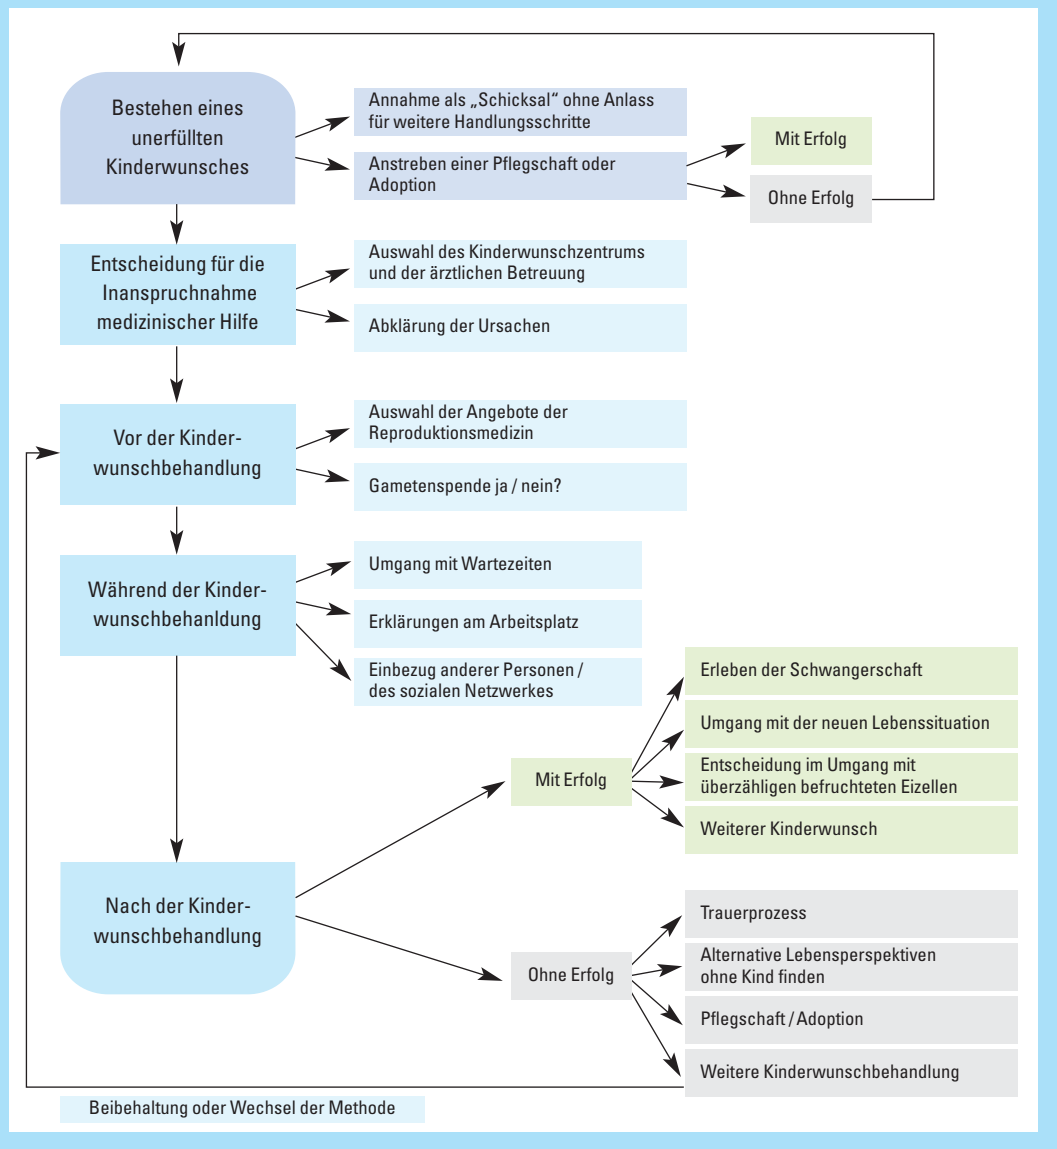 Bestehen eines
unerfüllten
Kinderwunsches
Annahme als „Schicksal“ ohne Anlass
für weitere Handlungsschritte
Anstreben einer Pflegschaft oder
Adoption
Mit Erfolg
Ohne Erfolg
Entscheidung für die
Inanspruchnahme
medizinischer Hilfe
Auswahl des Kinderwunschzentrums
und der ärztlichen Betreuung
Abklärung der Ursachen
Vor der Kinder-
wunschbehandlung
Auswahl der Angebote der
Reproduktionsmedizin
Gametenspende ja / nein?
Während der Kinder-
wunschbehanldung
Umgang mit Wartezeiten
Erklärungen am Arbeitsplatz
Einbezug anderer Personen /
des sozialen Netzwerkes
Nach der Kinder-
wunschbehandlung
Mit Erfolg
Erleben der Schwangerschaft
Umgang mit der neuen Lebenssituation
Entscheidung im Umgang mit
überzähligen befruchteten Eizellen
Weiterer Kinderwunsch
Ohne Erfolg
Trauerprozess
Alternative Lebensperspektiven
ohne Kind finden
Pflegschaft / Adoption
Weitere Kinderwunschbehandlung
Beibehaltung oder Wechsel der Methode